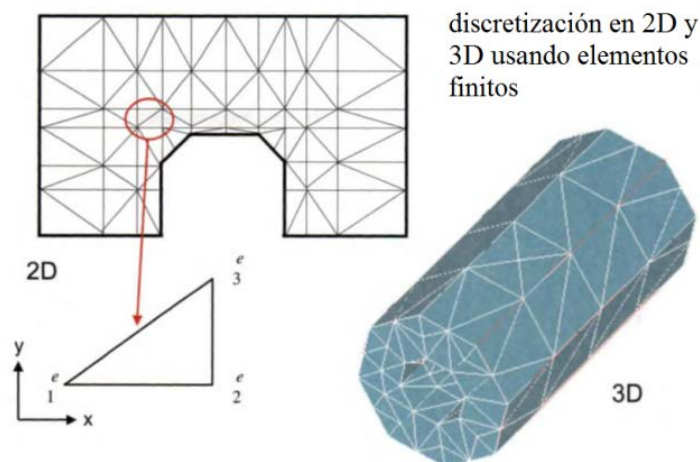 discretización en 2D y
3D usando elementos
finitos
2D
e
3
y
e
1
e
2
x
3D